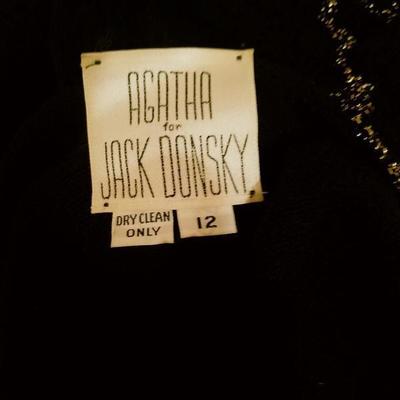 AGATHA
for
JACK DONSKY
DRY CLEAN
ONLY
12